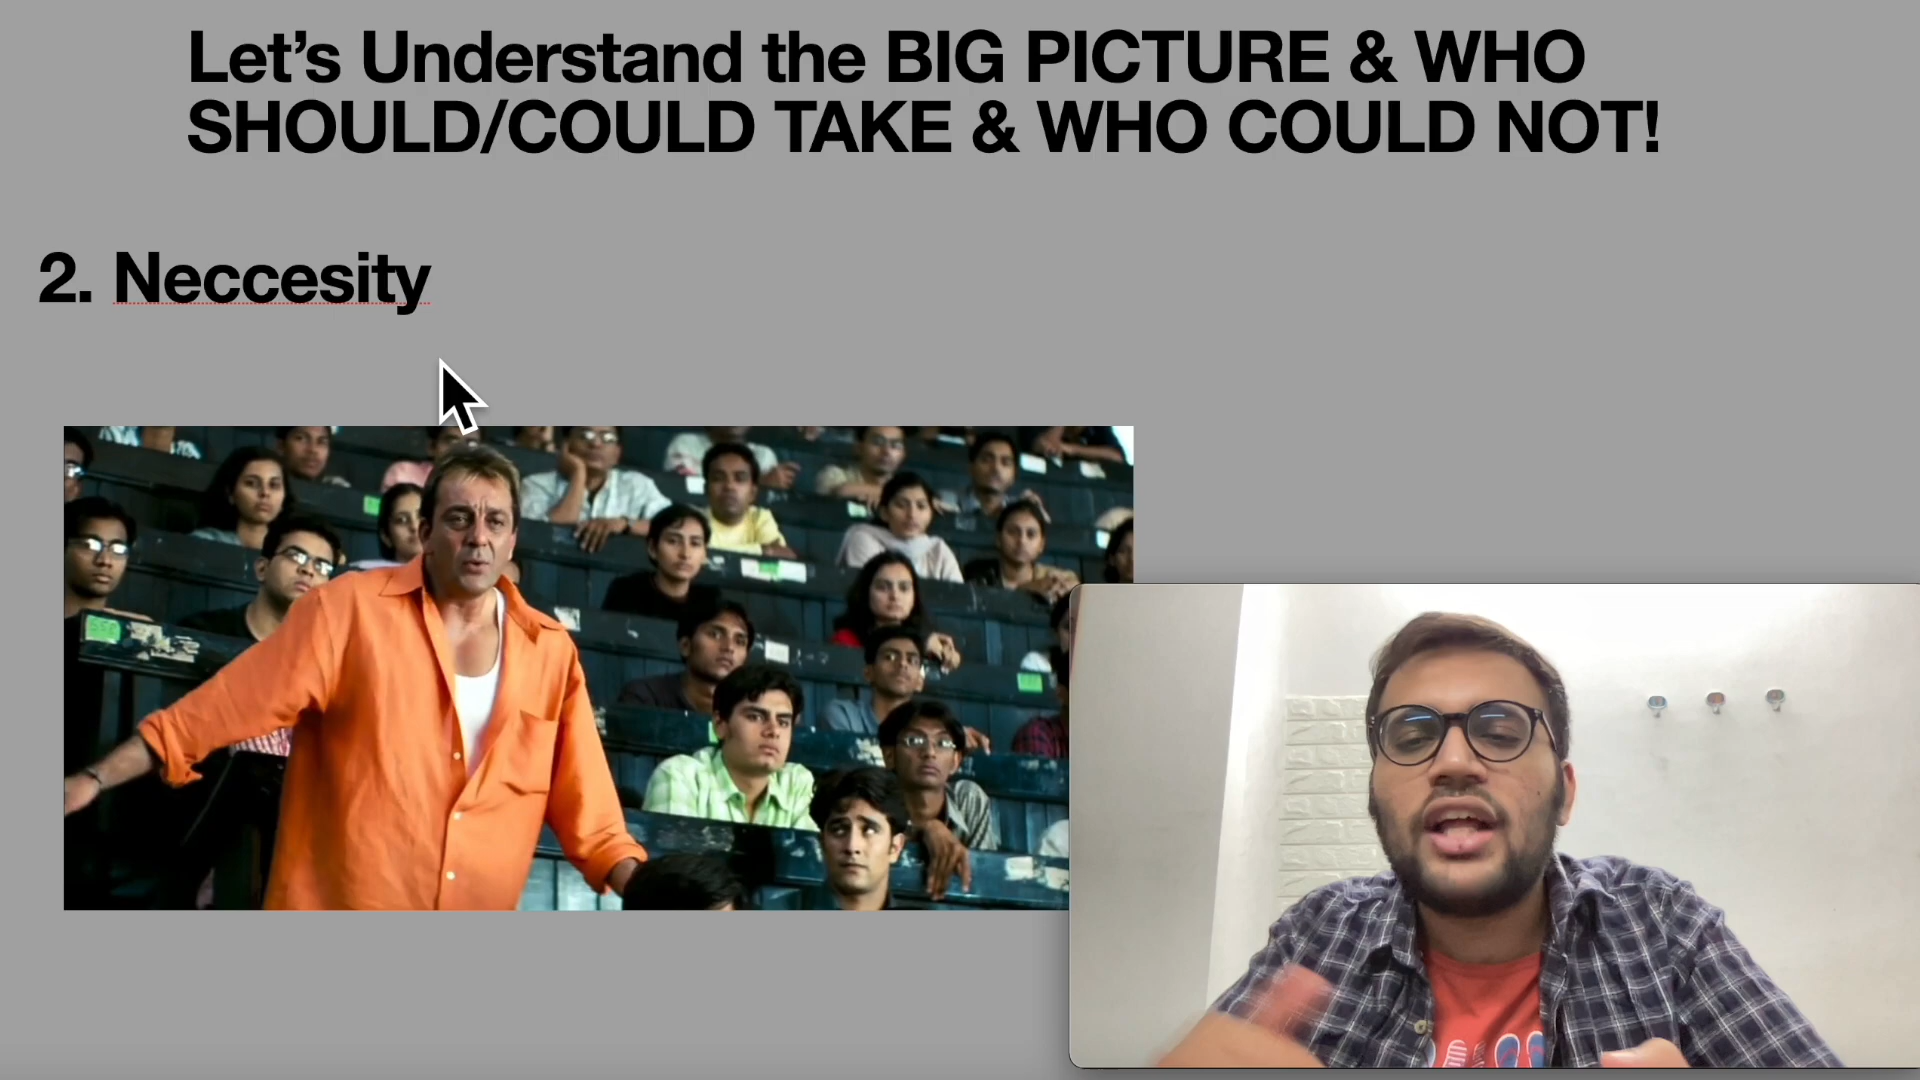 Let’s Understand the BIG PICTURE & WHO
SHOULD/COULD TAKE & WHO COULD NOT!
2. Neccesity